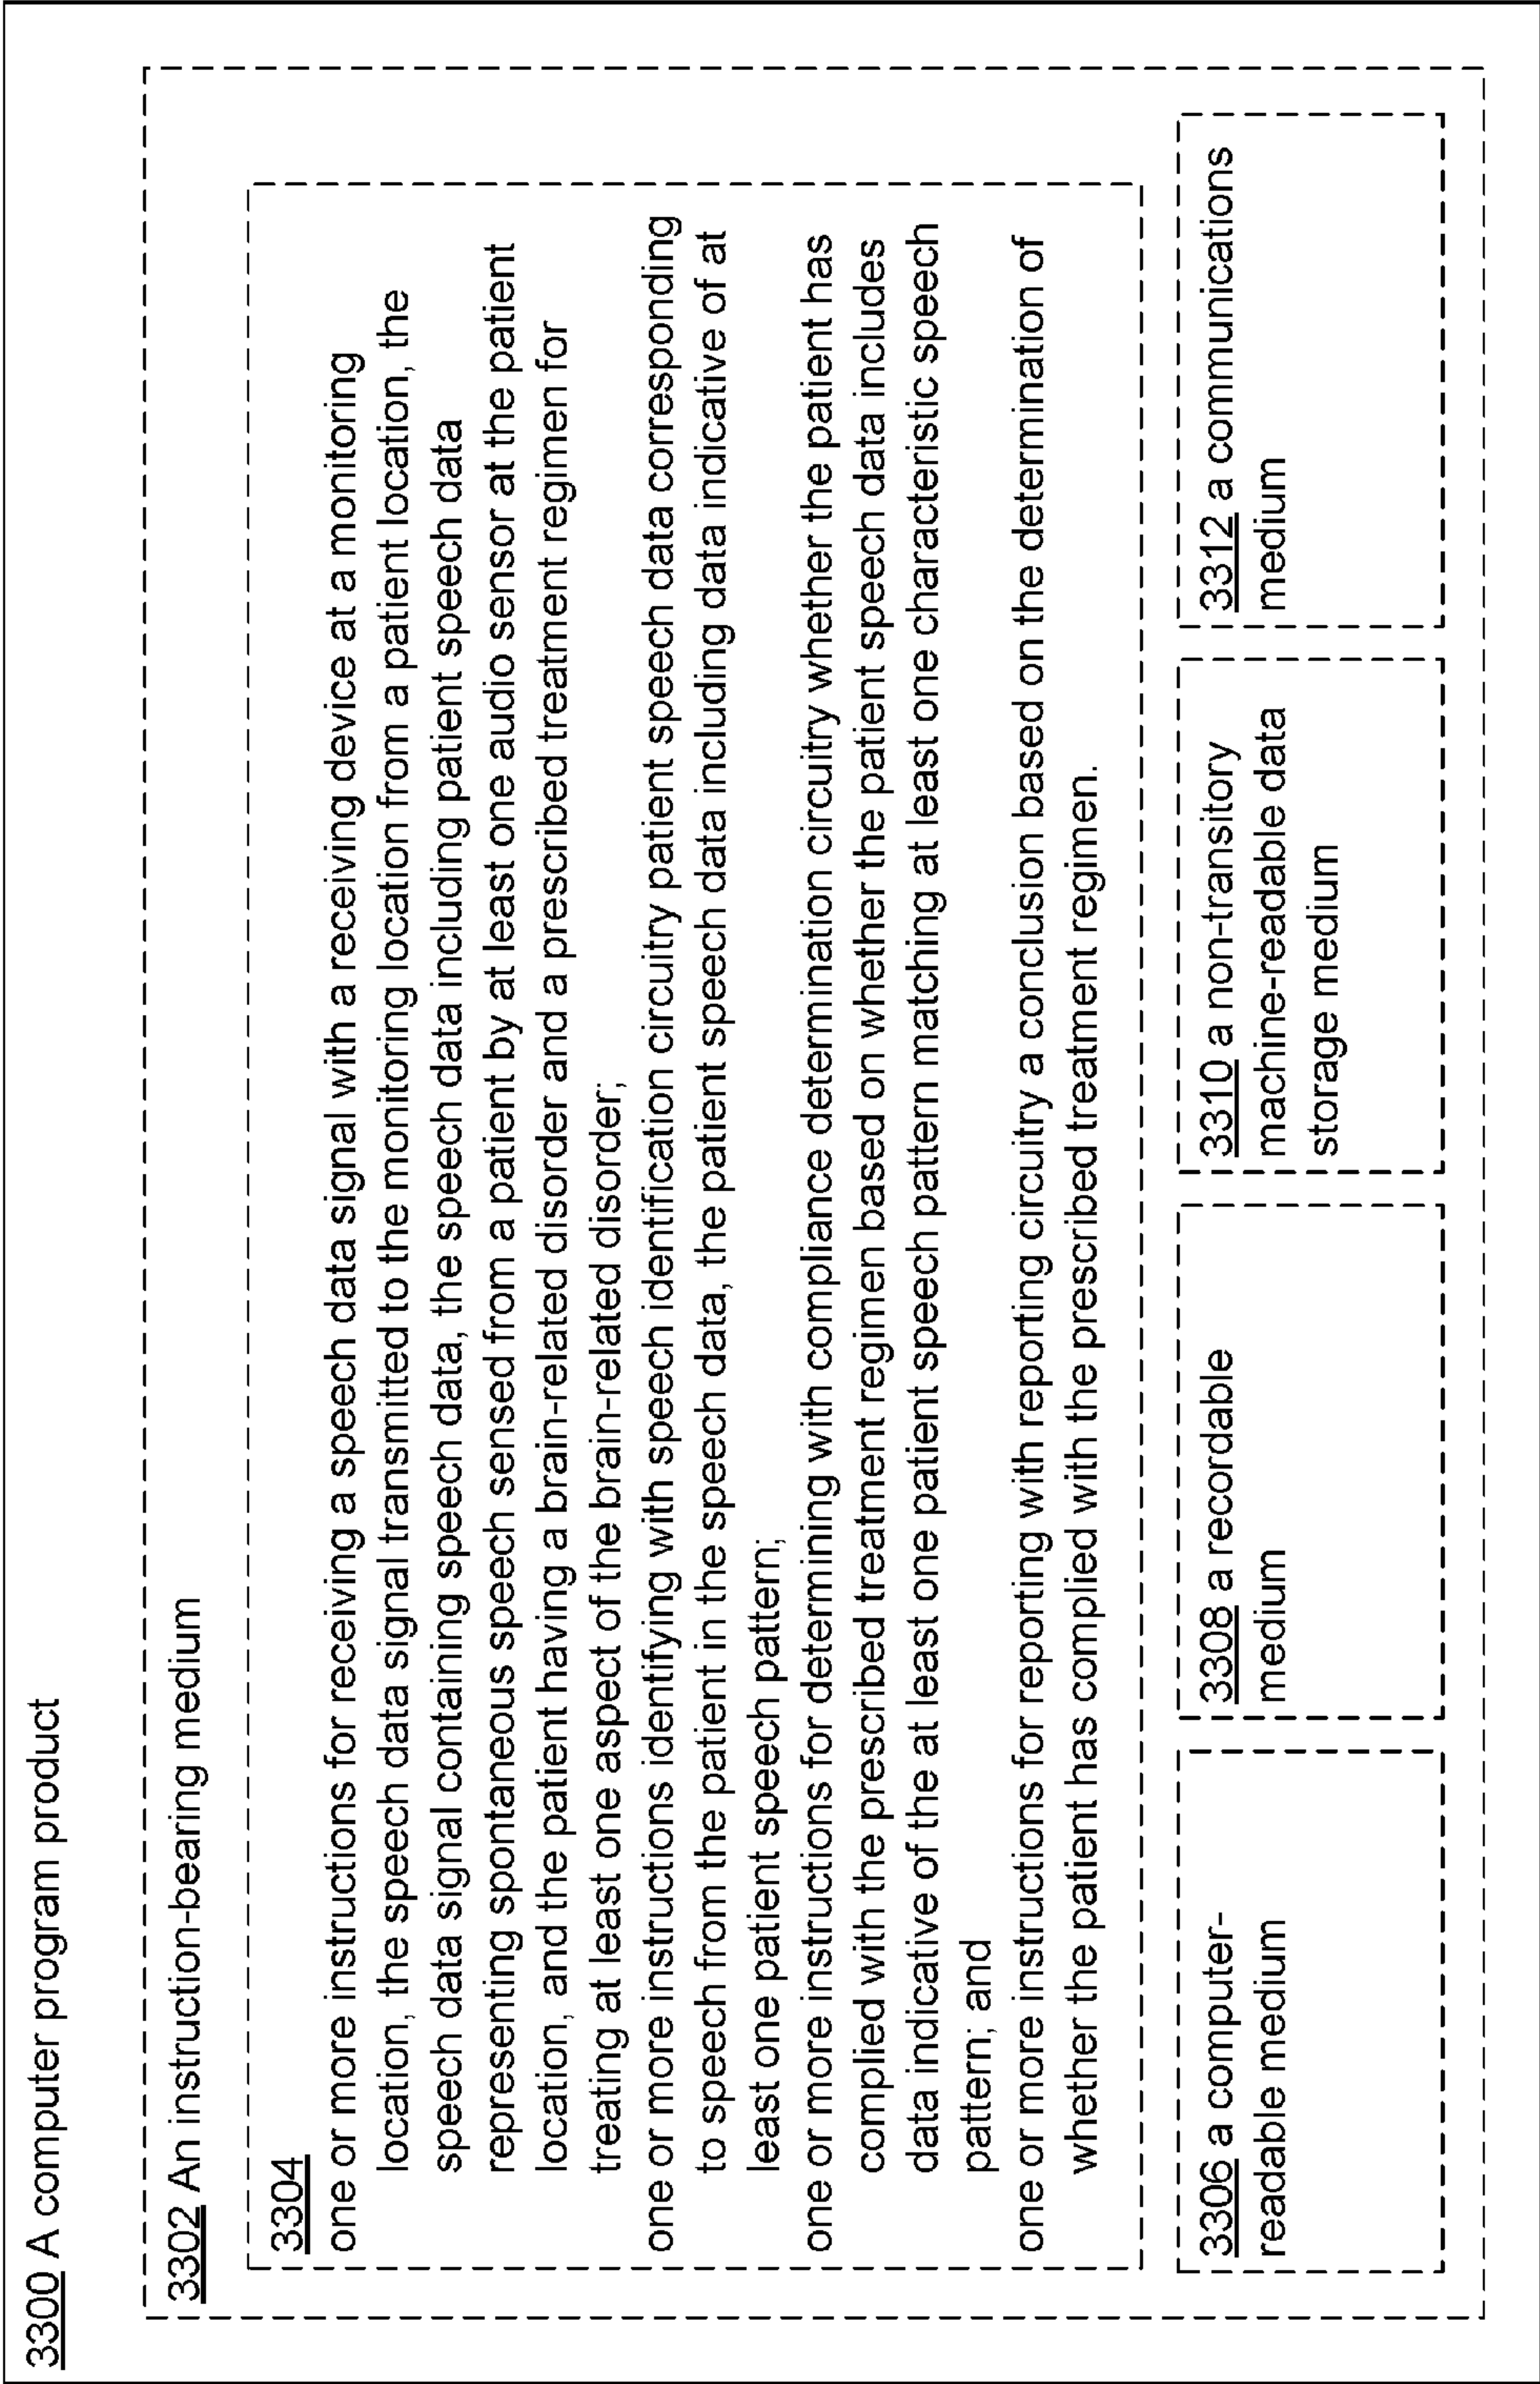 3300 A computer program product
3302 An instruction-bearing medium
3304
one or more instructions for receiving a speech data signal with a receiving device at a monitoring
location, the speech data signal transmitted to the monitoring location from a patient location, the
speech data signal containing speech data, the speech data including patient speech data
representing spontaneous speech sensed from a patient by at least one audio sensor at the patient
location, and the patient having a brain-related disorder and a prescribed treatment regimen for
treating at least one aspect of the brain-related disorder;
one or more instructions identifying with speech identification circuitry patient speech data corresponding
to speech from the patient in the speech data, the patient speech data including data indicative of at
least one patient speech pattern;
one or more instructions for determining with compliance determination circuitry whether the patient has
complied with the prescribed treatment regimen based on whether the patient speech data includes
data indicative of the at least one patient speech pattern matching at least one characteristic speech
pattern; and
one or more instructions for reporting with reporting circuitry a conclusion based on the determination of
whether the patient has complied with the prescribed treatment regimen.
3306 a computer-
readable medium
3308 a recordable
medium
3310 a non-transitory
machine-readable data
storage medium
3312 a communications
medium